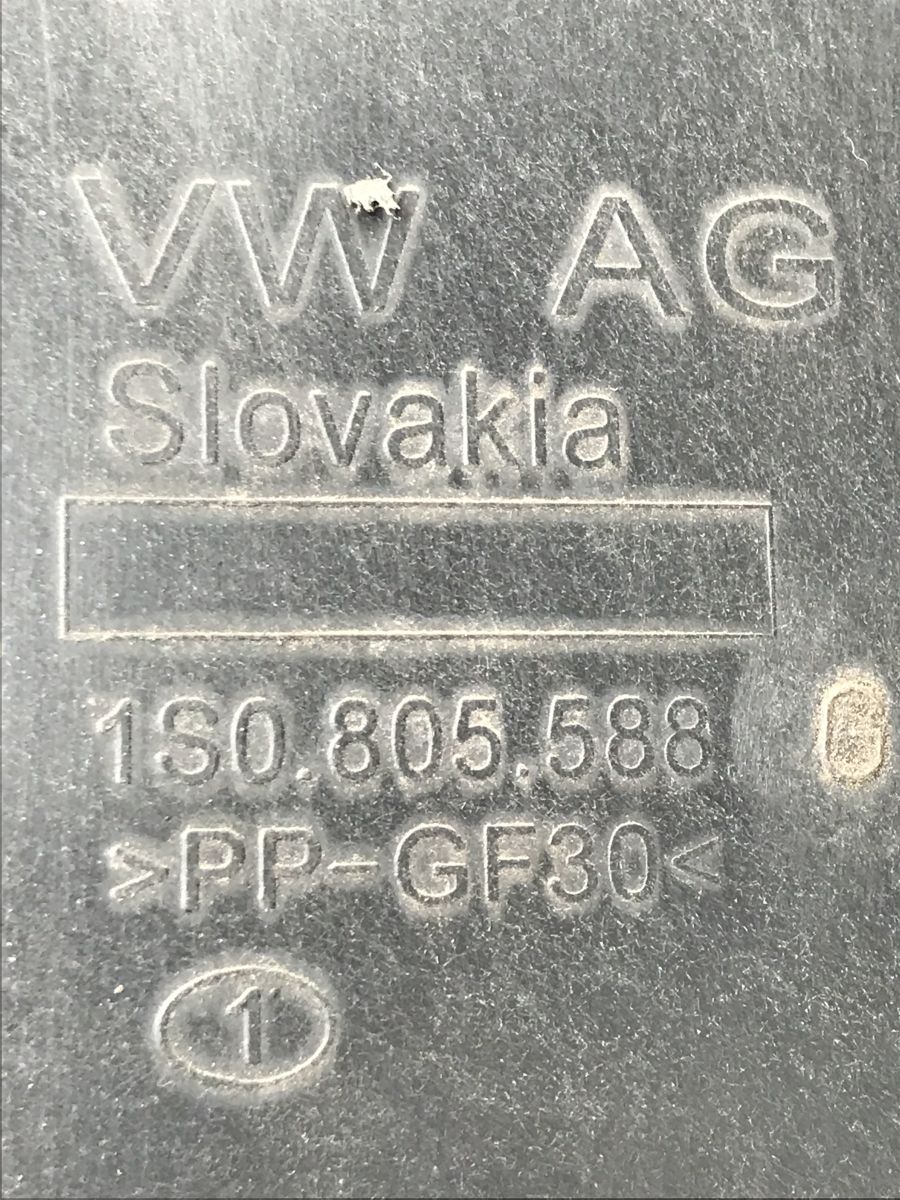 VW AG
Slovakia
1S0.805.588
>PP-GF30<
1